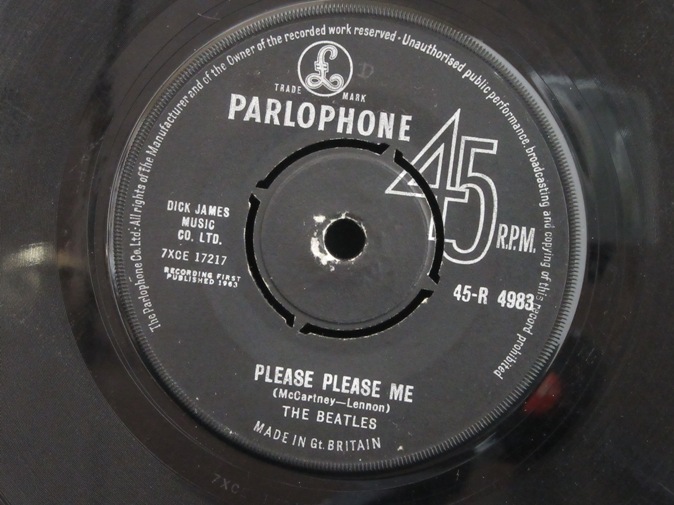 The Parlophone Co. Ltd. All rights of the Manufacturer and of the Owner of the recorded work reserved - Unauthorised public performance, broadcasting and copying of this record prohibited
£
TRADE MARK
PARLOPHONE
45
R.P.M.
DICK JAMES
MUSIC
CO. LTD.
7XCE 17217
RECORDING FIRST
PUBLISHED 1963
45-R 4983
PLEASE PLEASE ME
(McCartney—Lennon)
THE BEATLES
MADE IN Gt. BRITAIN
7XC